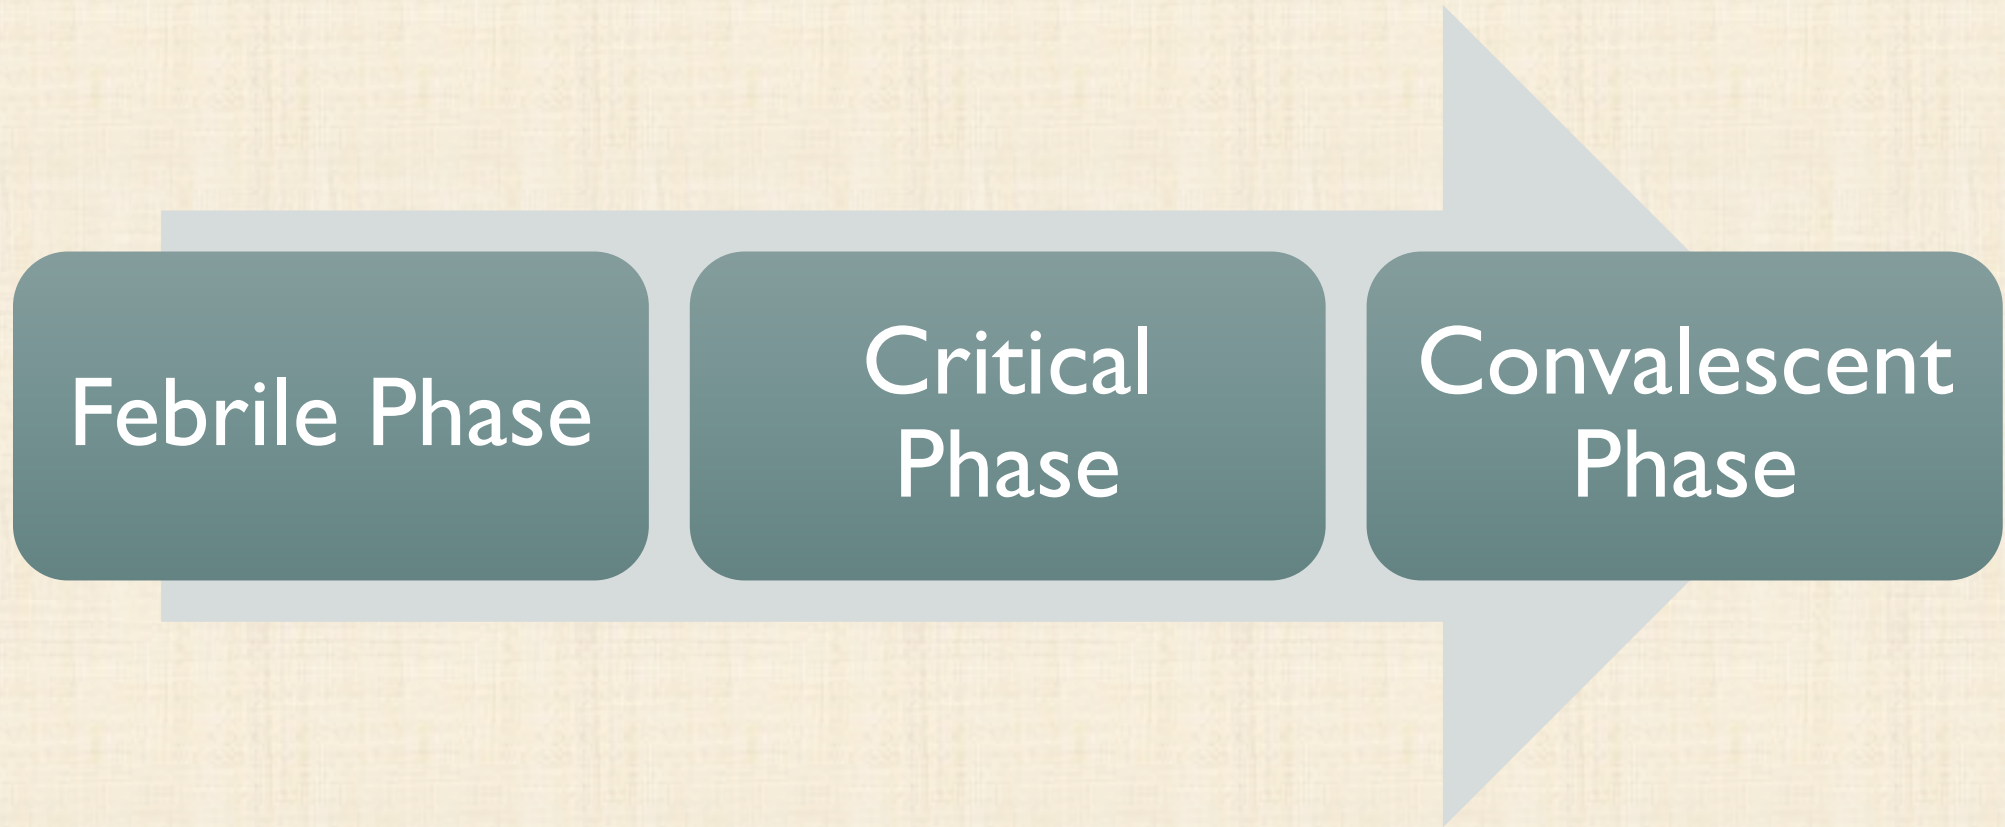 Febrile Phase
Critical
Phase
Convalescent
Phase